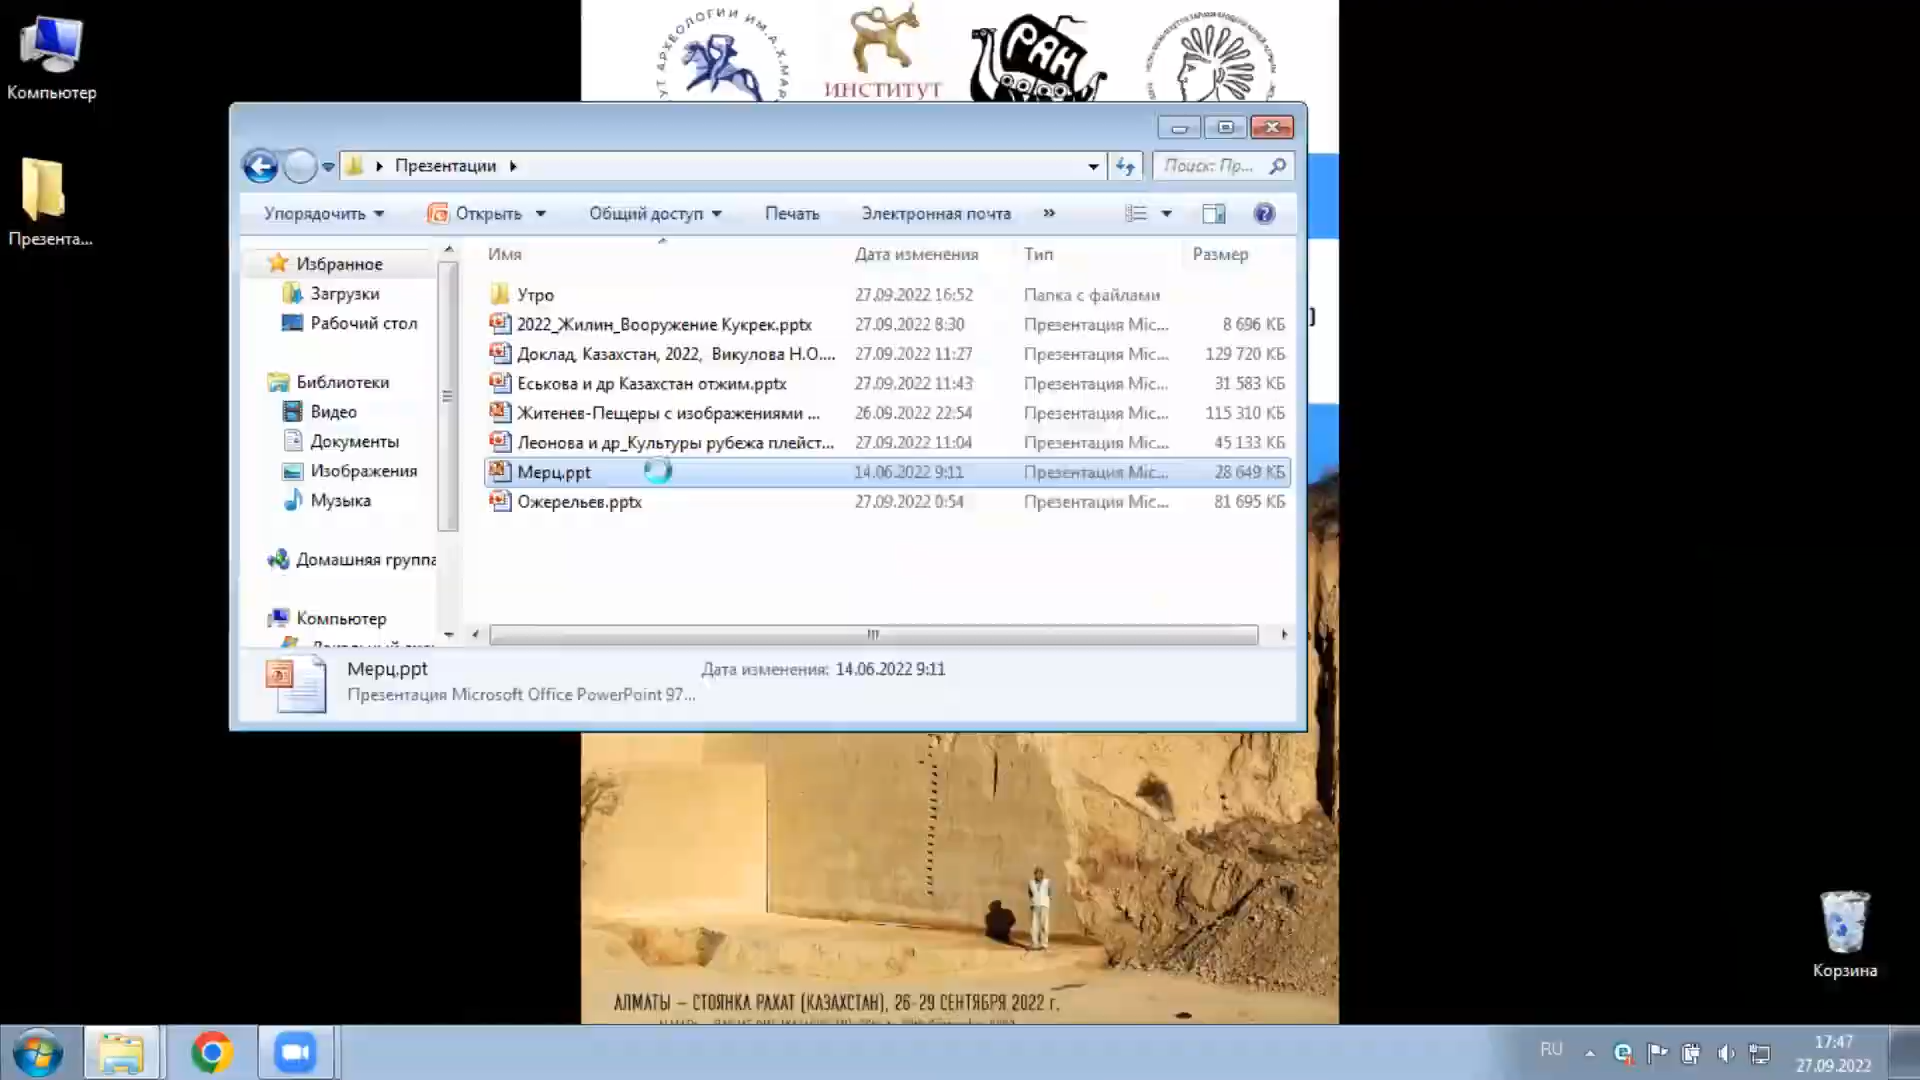 Компьютер
Презента...
ИНСТИТУТ
РАН
Презентации
Поиск: Пр...
Упорядочить
Открыть
Общий доступ
Печать
Электронная почта
»
Имя
Дата изменения
Тип
Размер
Избранное
Загрузки
Рабочий стол
Библиотеки
Видео
Документы
Изображения
Музыка
Домашняя группа
Компьютер
Утро 27.09.2022 16:52 Папка с файлами
2022_Жилин_Вооружение Кукрек.pptx 27.09.2022 8:30 Презентация Mic... 8 696 КБ
Доклад, Казахстан, 2022, Викулова Н.О.... 27.09.2022 11:27 Презентация Mic... 129 720 КБ
Еськова и др Казахстан отжим.pptx 27.09.2022 11:43 Презентация Mic... 31 583 КБ
Житенев-Пещеры с изображениями ... 26.09.2022 22:54 Презентация Mic... 115 310 КБ
Леонова и др_Культуры рубежа плейст... 27.09.2022 11:04 Презентация Mic... 45 133 КБ
Мерц.ppt 14.06.2022 9:11 Презентация Mic... 28 649 КБ
Ожерельев.pptx 27.09.2022 0:54 Презентация Mic... 81 695 КБ
Мерц.ppt Дата изменения: 14.06.2022 9:11
Презентация Microsoft Office PowerPoint 97...
АЛМАТЫ – СТОЯНКА РАХАТ (КАЗАХСТАН), 26-29 СЕНТЯБРЯ 2022 г.
Корзина
RU
17:47
27.09.2022